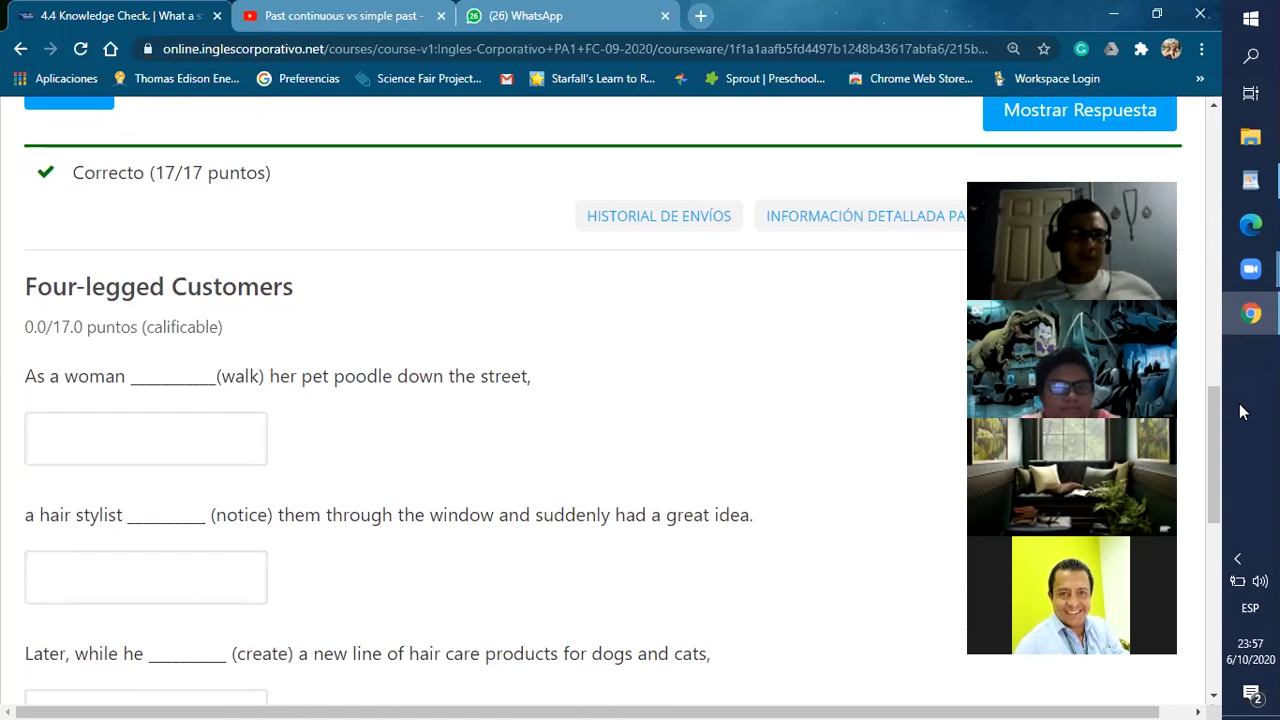 4.4 Knowledge Check. | What a s
Past continuous vs simple past -
(26) WhatsApp
online.inglescorporativo.net/courses/course-v1:Ingles-Corporativo+PA1+FC-09-2020/courseware/1f1a1aafb5fd4497b1248b43617abfa6/215b...
Aplicaciones
Thomas Edison Ene...
Preferencias
Science Fair Project...
Starfall's Learn to R...
Sprout | Preschool...
Chrome Web Store...
Workspace Login
»
Mostrar Respuesta
Correcto (17/17 puntos)
HISTORIAL DE ENVÍOS
INFORMACIÓN DETALLADA PA
Four-legged Customers
0.0/17.0 puntos (calificable)
As a woman ___________(walk) her pet poodle down the street,
a hair stylist __________ (notice) them through the window and suddenly had a great idea.
Later, while he __________ (create) a new line of hair care products for dogs and cats,
ESP
23:57
6/10/2020
2